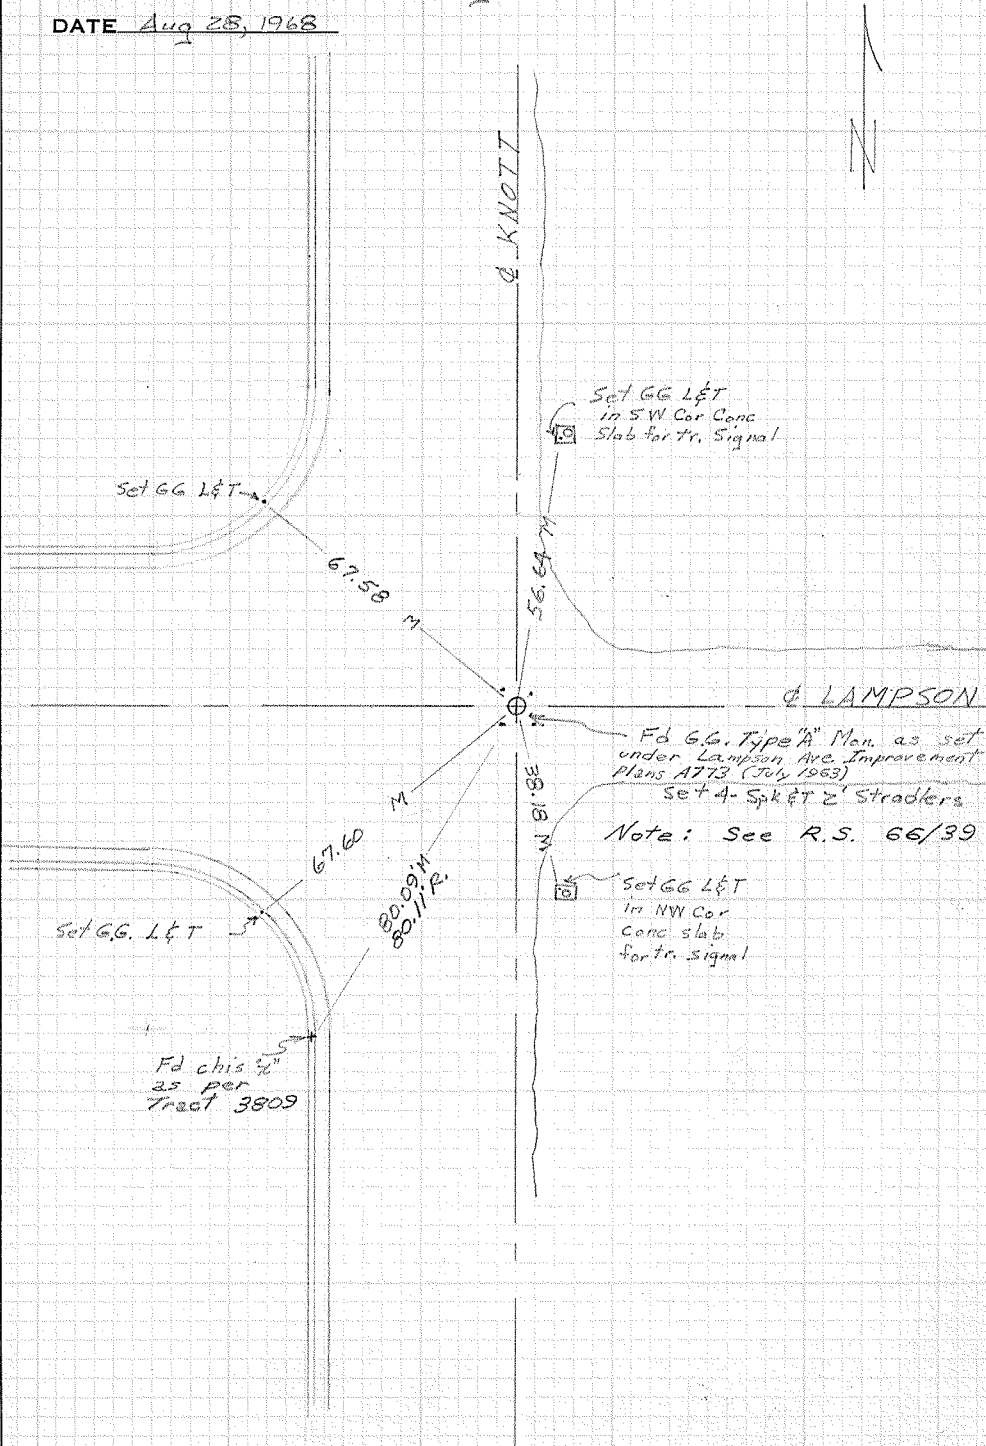 DATE Aug 28, 1968
N
℄ KNOTT
Set GG L&T
in SW Cor Conc
Slab for tr. Signal
Set GG L&T
67.58 M
56.64 M
℄ LAMPSON
Fd G.G. Type "A" Mon. as set
under Lampson Ave. Improvement
Plans A773 (July 1963)
Set 4- Spk &T 2' Stradlers
Note: See R.S. 66/39
38.18 M
M
67.60
80.09' M
80.11' R.
Set GG L&T
in NW Cor
Conc slab
for tr. signal
Set G.G. L&T
Fd chis
as per
Tract 3809